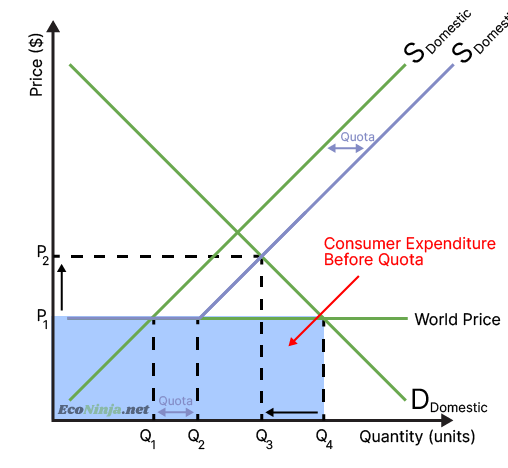 Price ($)
S Domestic
S Domesti
Quota
P2
Consumer Expenditure
Before Quota
P1
World Price
Quota
EcoNinja.net
D Domestic
Q1
Q2
Q3
Q4
Quantity (units)